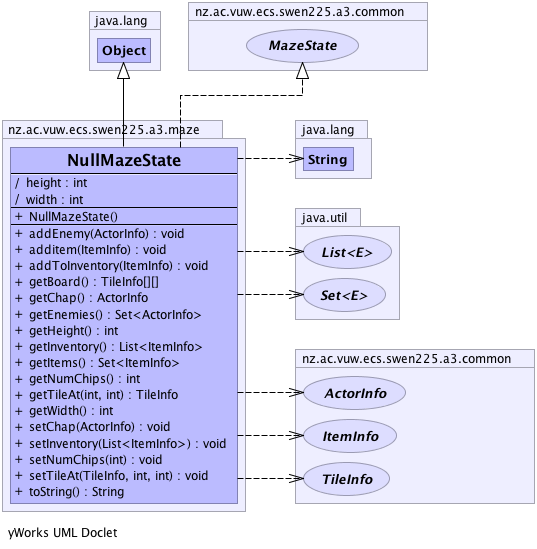 nz.ac.vuw.ecs.swen225.a3.common
java.lang
Object
MazeState
nz.ac.vuw.ecs.swen225.a3.maze
NullMazeState
/ height : int
/ width : int
+ NullMazeState()
+ addEnemy(ActorInfo) : void
+ addItem(ItemInfo) : void
+ addToInventory(ItemInfo) : void
+ getBoard() : TileInfo[][]
+ getChap() : ActorInfo
+ getEnemies() : Set<ActorInfo>
+ getHeight() : int
+ getInventory() : List<ItemInfo>
+ getItems() : Set<ItemInfo>
+ getNumChips() : int
+ getTileAt(int, int) : TileInfo
+ getWidth() : int
+ setChap(ActorInfo) : void
+ setInventory(List<ItemInfo>) : void
+ setNumChips(int) : void
+ setTileAt(TileInfo, int, int) : void
+ toString() : String
java.lang
String
java.util
List<E>
Set<E>
nz.ac.vuw.ecs.swen225.a3.common
ActorInfo
ItemInfo
TileInfo
yWorks UML Doclet